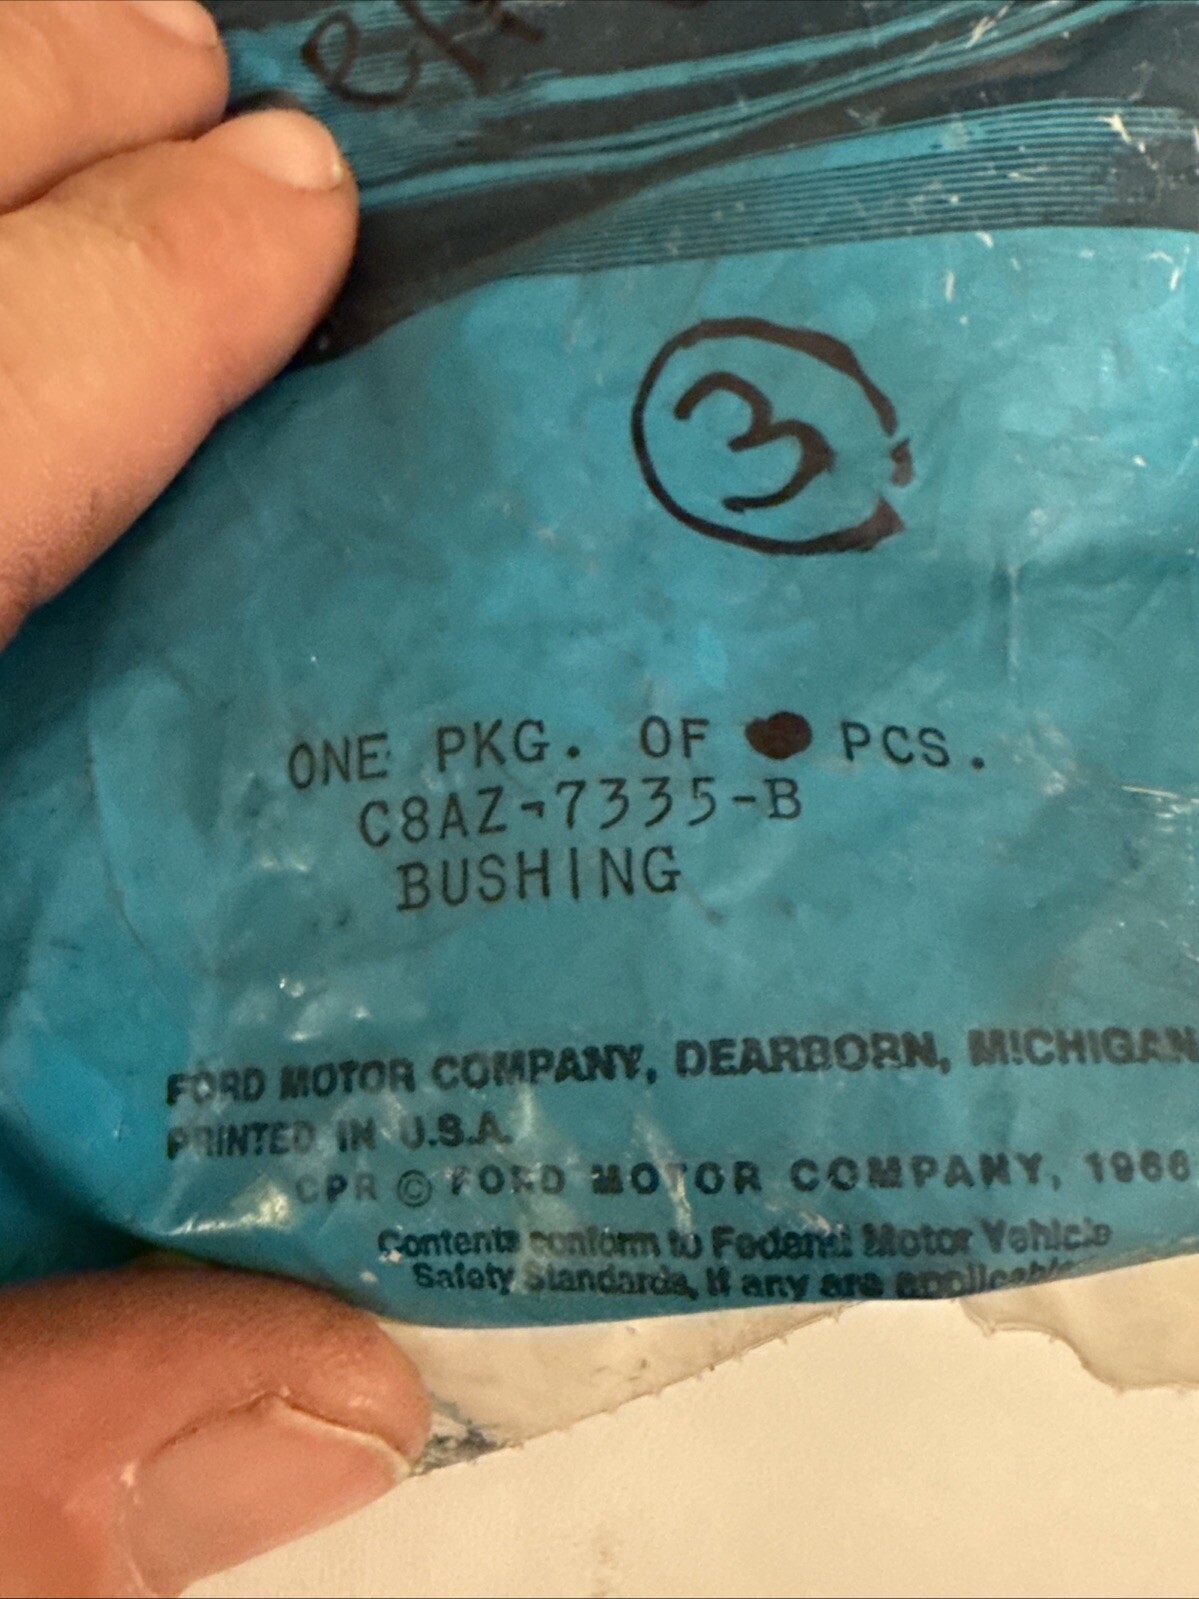 3
ONE PKG. OF PCS.
C8AZ-7335-B
BUSHING
FORD MOTOR COMPANY, DEARBORN, MICHIGAN
PRINTED IN U.S.A.
CPR © FORD MOTOR COMPANY, 1966
Contents conform to Federal Motor Vehicle
Safety Standards, if any are applicable